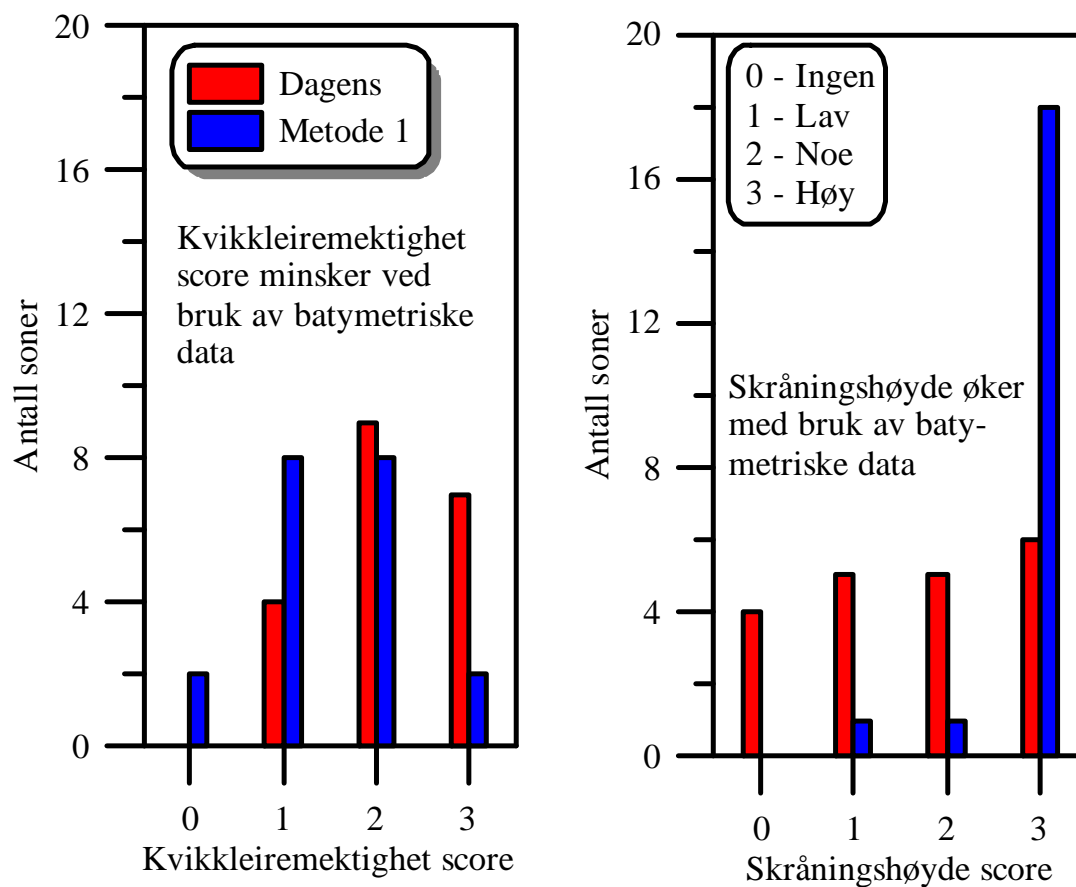 20
16
12
8
4
0
Antall soner
Dagens
Metode 1
Kvikkleiremektighet
score minsker ved
bruk av batymetriske
data
0 1 2 3
Kvikkleiremektighet score
20
16
12
8
4
0
Antall soner
0 - Ingen
1 - Lav
2 - Noe
3 - Høy
Skråningshøyde øker
med bruk av baty-
metriske data
0 1 2 3
Skråningshøyde score